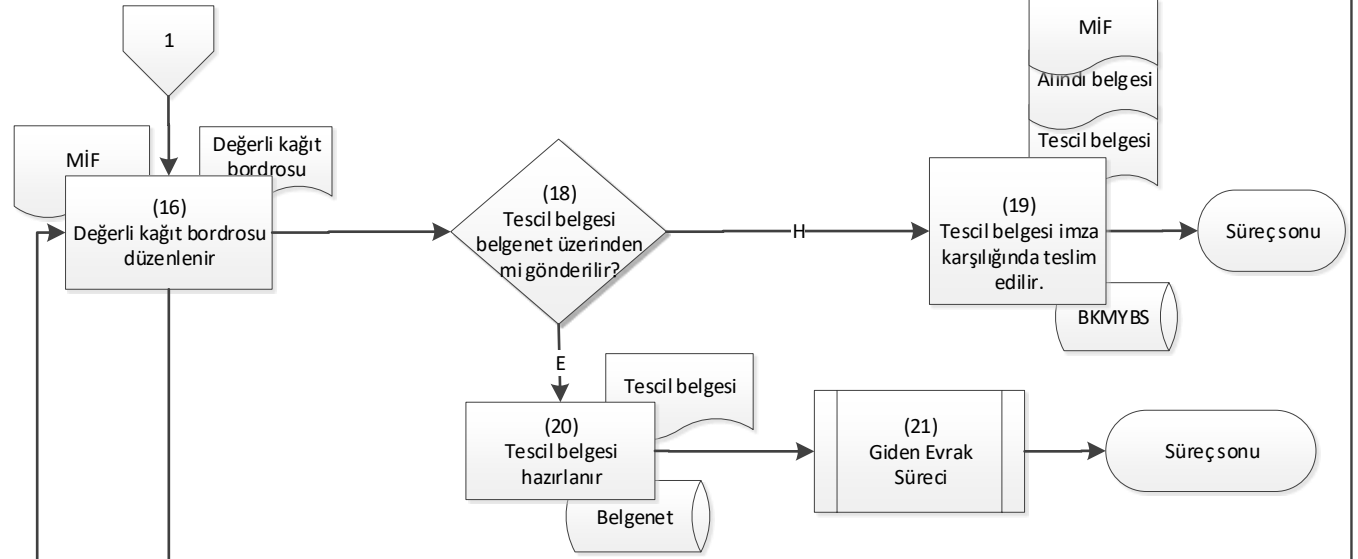 1
MİF
Değerli kağıt
bordrosu
(16)
Değerli kağıt bordrosu
düzenlenir
(18)
Tescil belgesi
belgenet üzerinden
mi gönderilir?
H
MİF
Alındı belgesi
Tescil belgesi
(19)
Tescil belgesi imza
karşılığında teslim
edilir.
BKMYBS
Süreç sonu
E
Tescil belgesi
(20)
Tescil belgesi
hazırlanır
Belgenet
(21)
Giden Evrak
Süreci
Süreç sonu